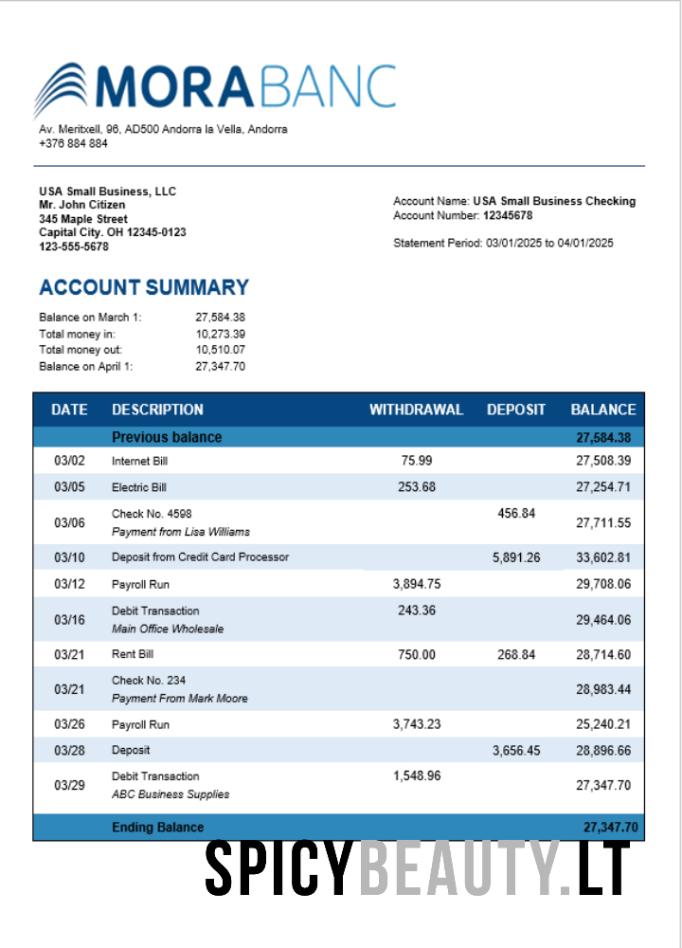 MORABANC
Av. Meritxell, 96, AD500 Andorra la Vella, Andorra
+376 884 884
USA Small Business, LLC
Mr. John Citizen
345 Maple Street
Capital City. OH 12345-0123
123-555-5678
Account Name: USA Small Business Checking
Account Number: 12345678
Statement Period: 03/01/2025 to 04/01/2025
ACCOUNT SUMMARY
Balance on March 1: 27,584.38
Total money in: 10,273.39
Total money out: 10,510.07
Balance on April 1: 27,347.70
DATE DESCRIPTION WITHDRAWAL DEPOSIT BALANCE
Previous balance 27,584.38
03/02 Internet Bill 75.99 27,508.39
03/05 Electric Bill 253.68 27,254.71
03/06 Check No. 4598 456.84 27,711.55
Payment from Lisa Williams
03/10 Deposit from Credit Card Processor 5,891.26 33,602.81
03/12 Payroll Run 3,894.75 29,708.06
03/16 Debit Transaction 243.36 29,464.06
Main Office Wholesale
03/21 Rent Bill 750.00 268.84 28,714.60
03/21 Check No. 234 28,983.44
Payment From Mark Moore
03/26 Payroll Run 3,743.23 25,240.21
03/28 Deposit 3,656.45 28,896.66
03/29 Debit Transaction 1,548.96 27,347.70
ABC Business Supplies
Ending Balance 27,347.70
SPICYBEAUTY.LT